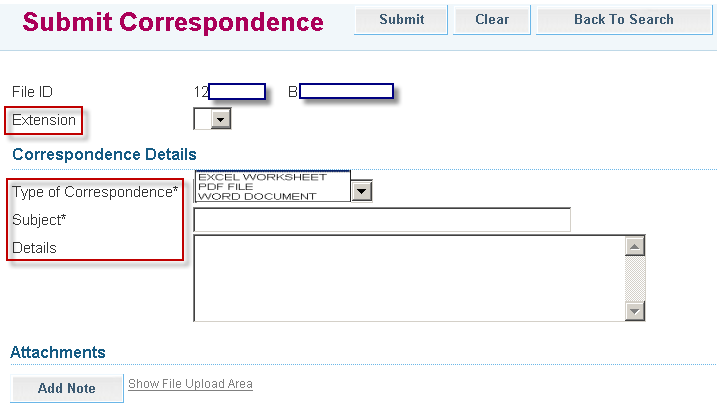 Submit Correspondence Submit Clear Back To Search
File ID 12 B
Extension
Correspondence Details
Type of Correspondence* EXCEL WORKSHEET
PDF FILE
WORD DOCUMENT
Subject*
Details
Attachments
Add Note Show File Upload Area